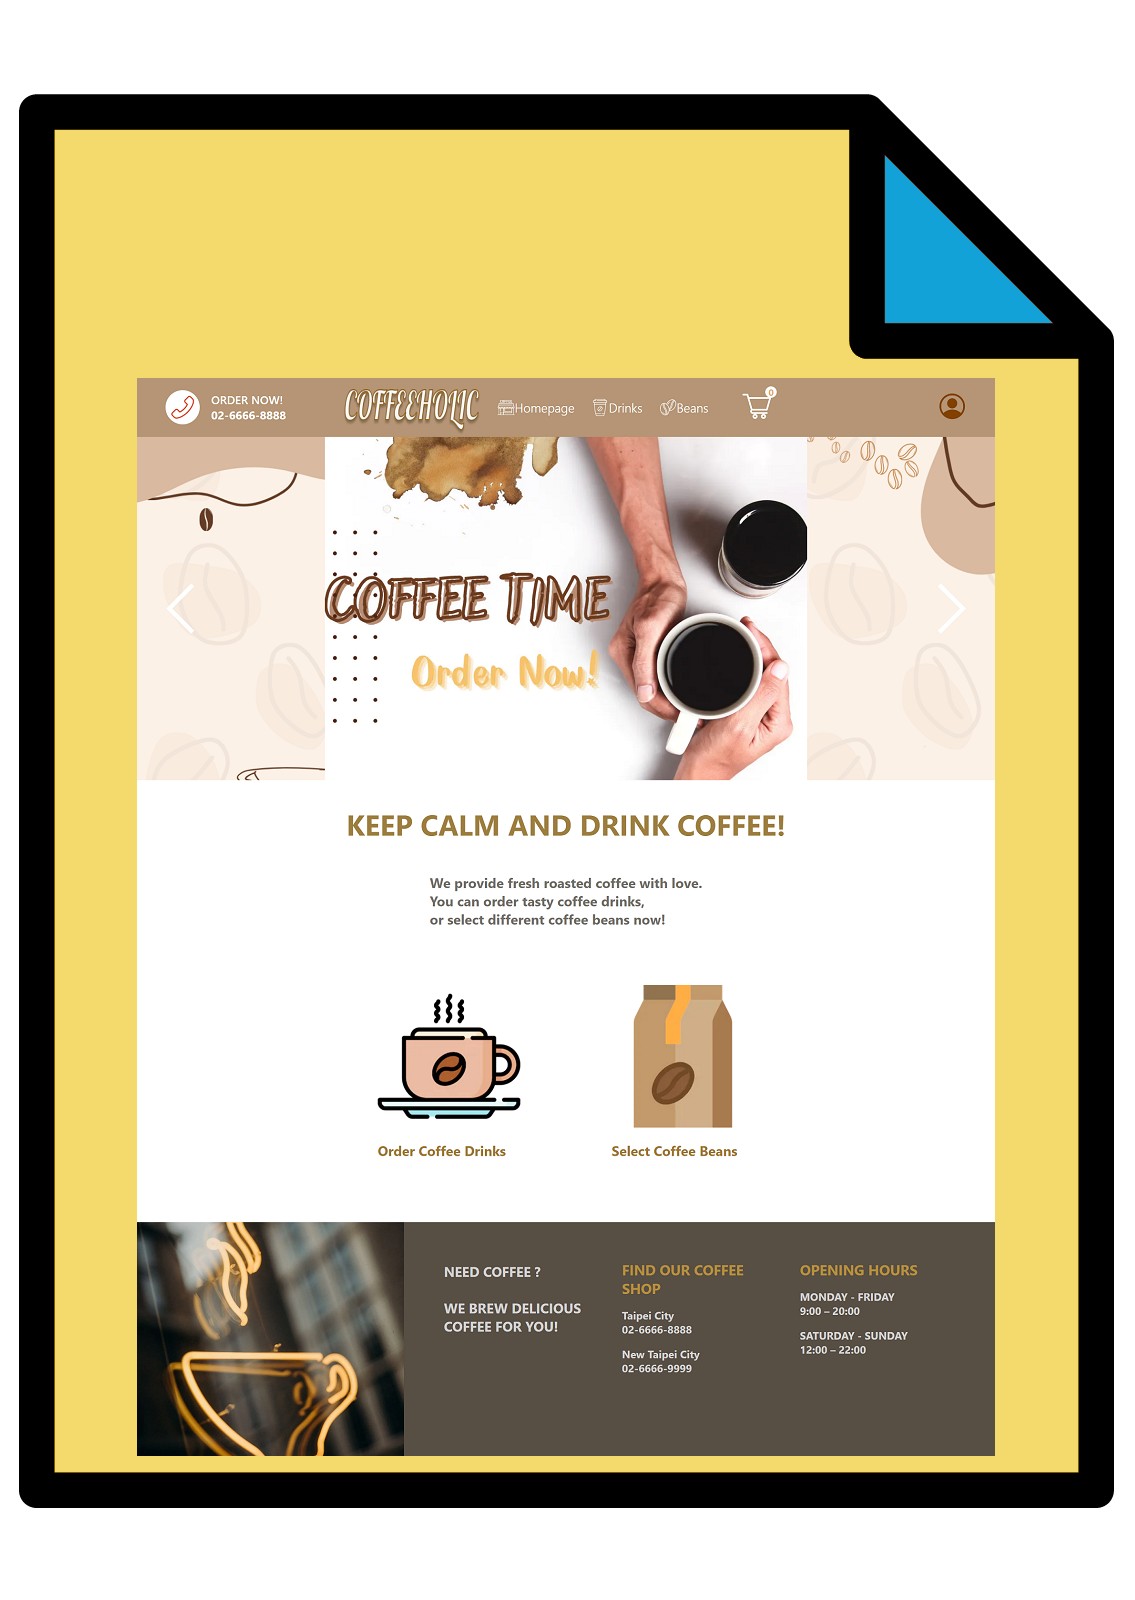 ORDER NOW!
02-6666-8888
COFFEEHOLIC
Homepage
Drinks
Beans
0
COFFEE TIME
Order Now!
KEEP CALM AND DRINK COFFEE!
We provide fresh roasted coffee with love.
You can order tasty coffee drinks,
or select different coffee beans now!
Order Coffee Drinks
Select Coffee Beans
NEED COFFEE ?
WE BREW DELICIOUS
COFFEE FOR YOU!
FIND OUR COFFEE
SHOP
Taipei City
02-6666-8888
New Taipei City
02-6666-9999
OPENING HOURS
MONDAY - FRIDAY
9:00 – 20:00
SATURDAY - SUNDAY
12:00 – 22:00